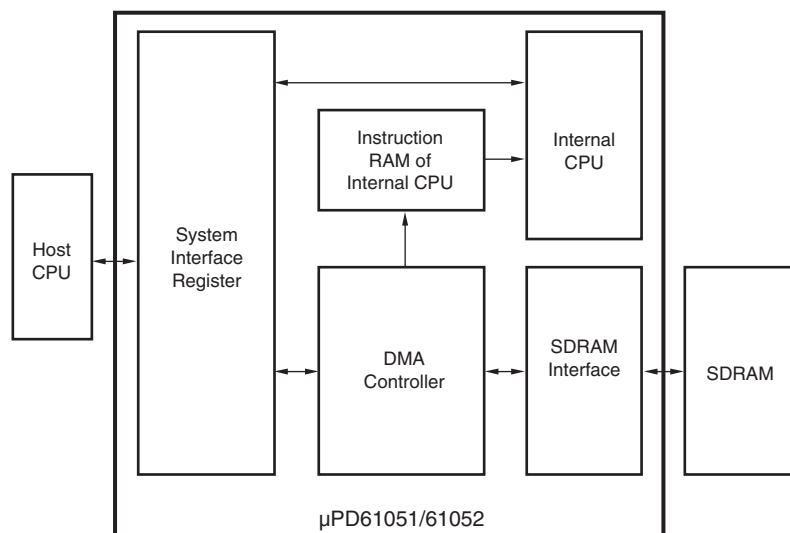 Host
CPU
System
Interface
Register
Instruction
RAM of
Internal CPU
Internal
CPU
DMA
Controller
SDRAM
Interface
SDRAM
µPD61051/61052